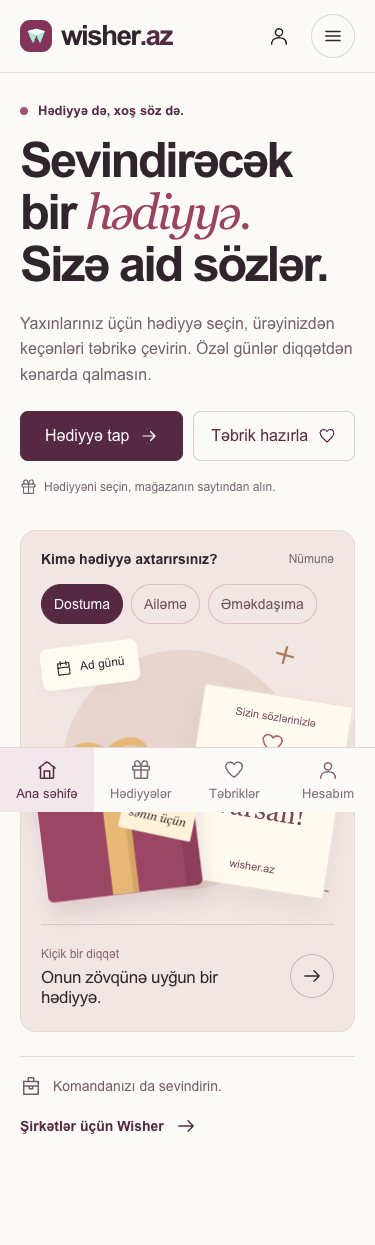 wisher.az
Hədiyyə də, xoş söz də.
Sevindirəcək
bir hədiyyə.
Sizə aid sözlər.
Yaxınlarınız üçün hədiyyə seçin, ürəyinizdən
keçənləri təbrikə çevirin. Özəl günlər diqqətdən
kənarda qalmasın.
Hədiyyə tap
Təbrik hazırla
Hədiyyəni seçin, mağazanın saytından alın.
Kimə hədiyyə axtarırsınız?
Nümunə
Dostuma
Ailəmə
Əməkdaşıma
Ad günü
Sizin sözlərinizlə
Ana səhifə
Hədiyyələr
Təbriklər
Hesabım
sənin üçün
wisher.az
Kiçik bir diqqət
Onun zövqünə uyğun bir
hədiyyə.
Komandanızı da sevindirin.
Şirkətlər üçün Wisher